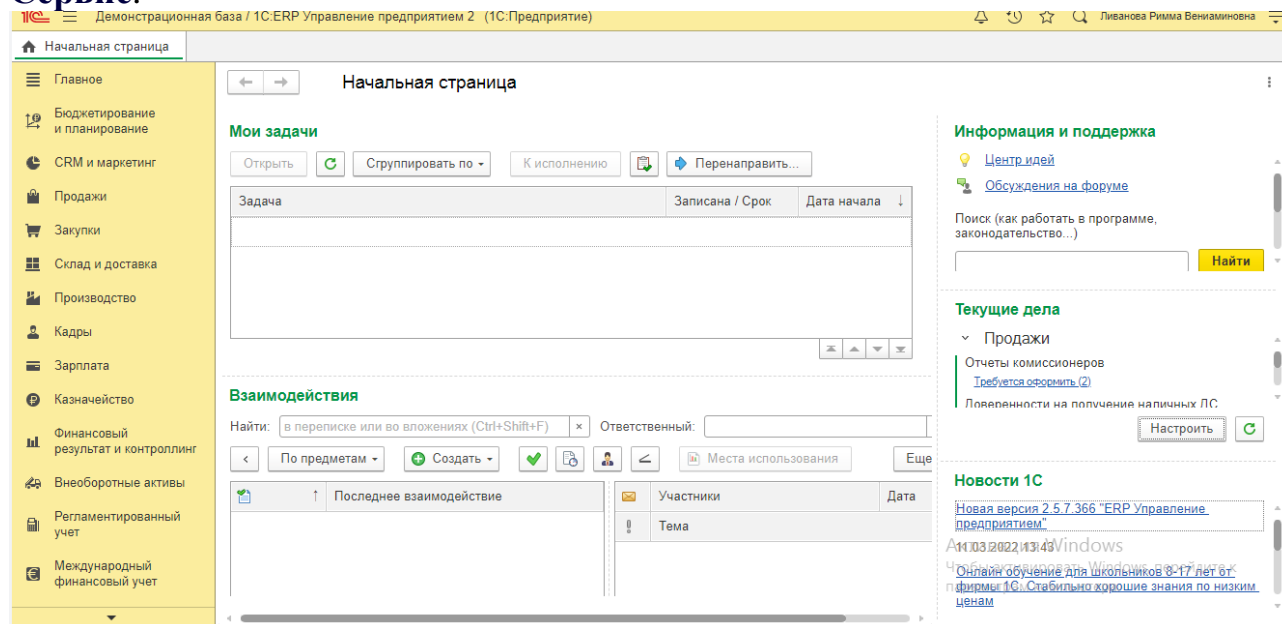 Сервис.
1С Демонстрационная база / 1С:ERP Управление предприятием 2 (1С:Предприятие)
Ливанова Римма Вениаминовна
Начальная страница
Главное
Бюджетирование
и планирование
CRM и маркетинг
Продажи
Закупки
Склад и доставка
Производство
Кадры
Зарплата
Казначейство
Финансовый
результат и контроллинг
Внеоборотные активы
Регламентированный
учет
Международный
финансовый учет
Начальная страница
Мои задачи
Открыть
Сгруппировать по
К исполнению
Перенаправить...
Задача
Записана / Срок
Дата начала ↓
Взаимодействия
Найти: в переписке или во вложениях (Ctrl+Shift+F) ×
Ответственный:
По предметам
Создать
Места использования
Еще
↑ Последнее взаимодействие
Участники
Дата
Тема
Информация и поддержка
Центр идей
Обсуждения на форуме
Поиск (как работать в программе,
законодательство...)
Найти
Текущие дела
Продажи
Отчеты комиссионеров
Требуется оформить (2)
Доверенности на получение наличных ДС
Настроить
Новости 1С
Новая версия 2.5.7.366 "ERP Управление
предприятием"
11.03.2022 13:43
Онлайн обучение для школьников 8-17 лет от
фирмы 1С. Стабильно хорошие знания по низким
ценам